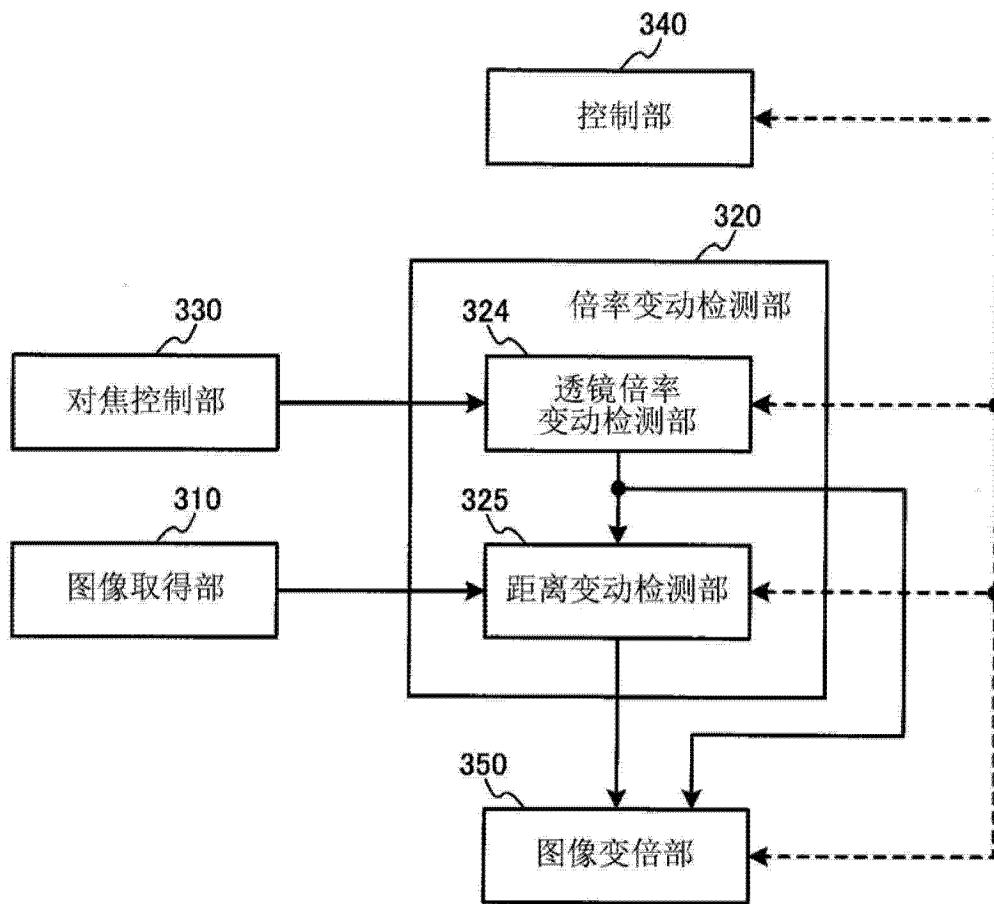 340
控制部
320
倍率变动检测部
330
对焦控制部
324
透镜倍率
变动检测部
310
图像取得部
325
距离变动检测部
350
图像变倍部